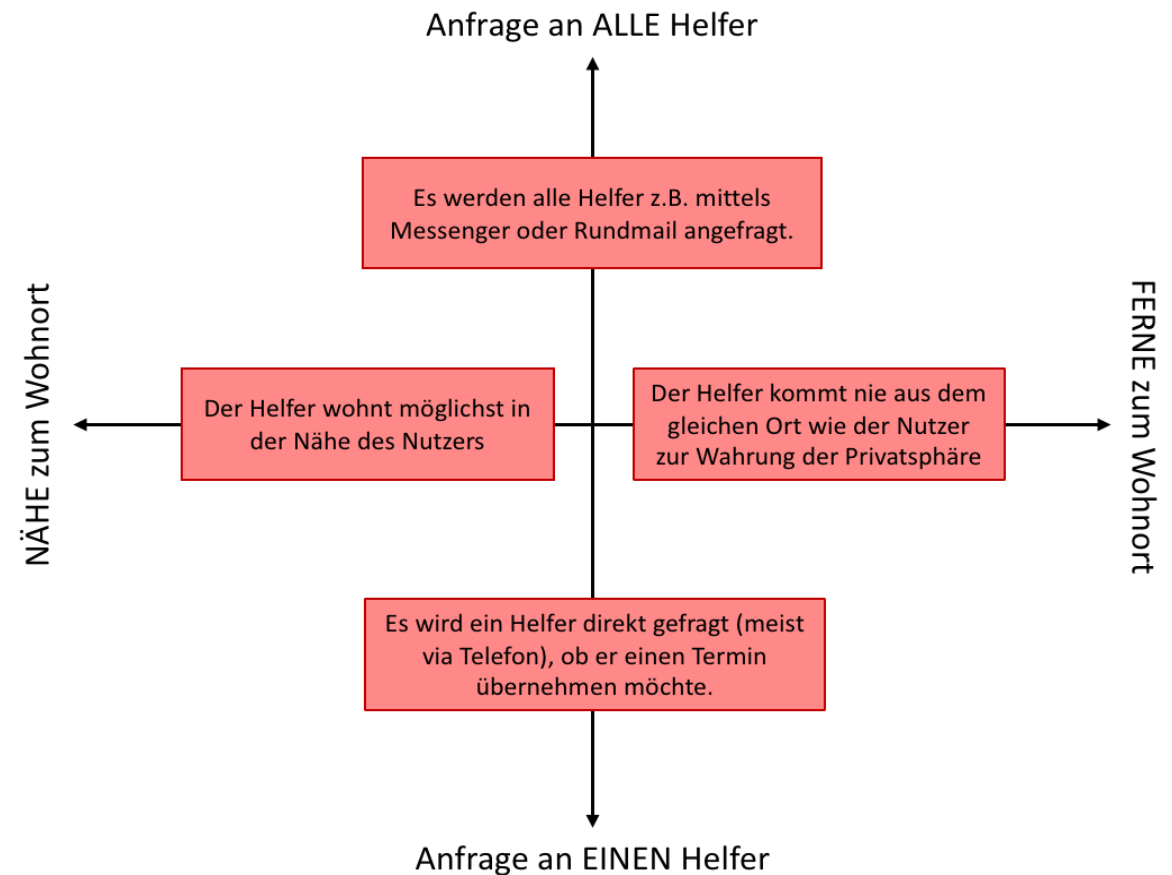 Anfrage an ALLE Helfer
Es werden alle Helfer z.B. mittels
Messenger oder Rundmail angefragt.
NÄHE zum Wohnort
Der Helfer wohnt möglichst in
der Nähe des Nutzers
Der Helfer kommt nie aus dem
gleichen Ort wie der Nutzer
zur Wahrung der Privatsphäre
FERNE zum Wohnort
Es wird ein Helfer direkt gefragt (meist
via Telefon), ob er einen Termin
übernehmen möchte.
Anfrage an EINEN Helfer